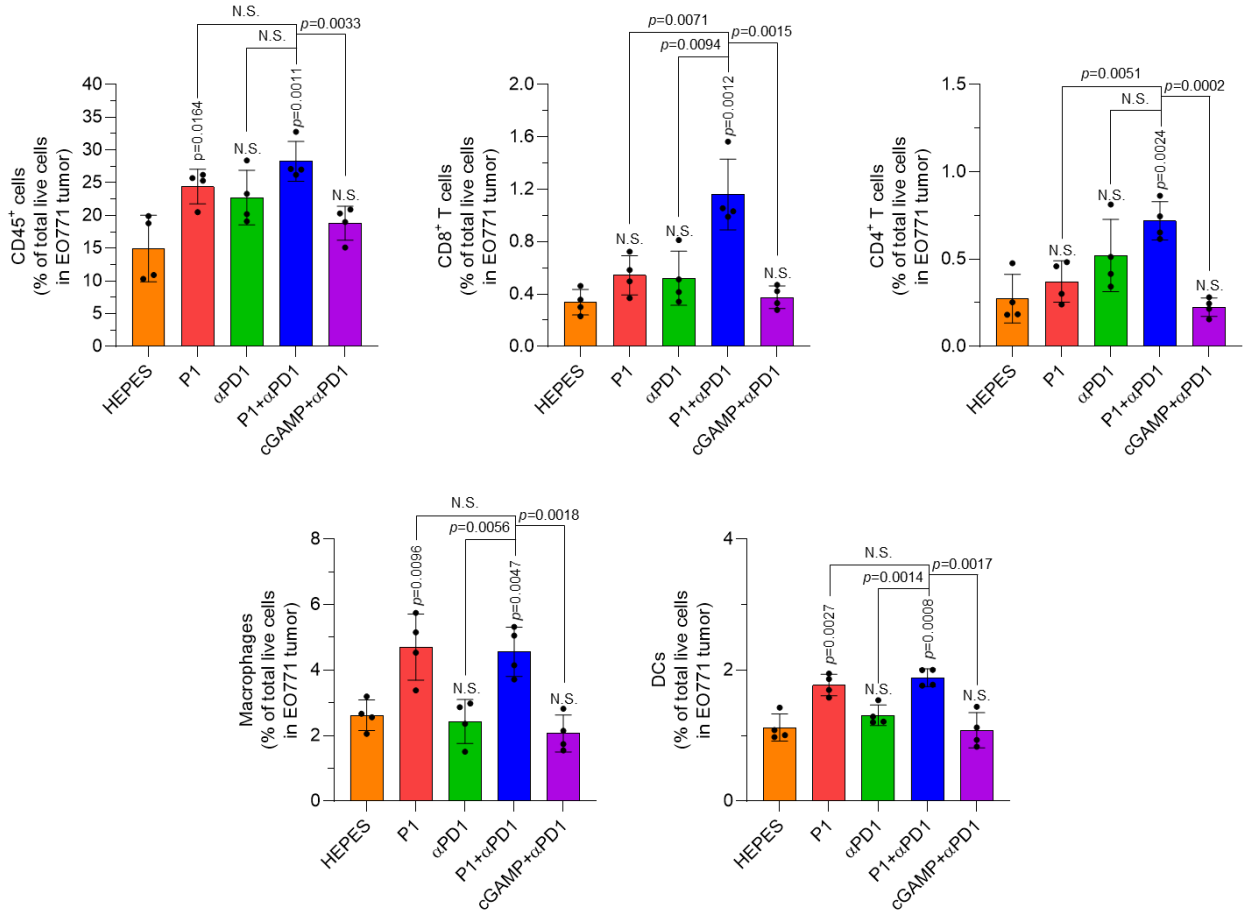 N.S.
p=0.0033
N.S.
p=0.0164
N.S.
p=0.0011
N.S.
40
35
30
25
20
15
10
5
0
CD45⁺ cells
(% of total live cells
in EO771 tumor)
HEPES
P1
αPD1
P1+αPD1
cGAMP+αPD1
p=0.0071
p=0.0015
p=0.0094
N.S.
N.S.
p=0.0012
N.S.
2.0
1.6
1.2
0.8
0.4
0.0
CD8⁺ T cells
(% of total live cells
in EO771 tumor)
HEPES
P1
αPD1
P1+αPD1
cGAMP+αPD1
p=0.0051
p=0.0002
N.S.
N.S.
N.S.
p=0.0024
N.S.
1.5
1.0
0.5
0.0
CD4⁺ T cells
(% of total live cells
in EO771 tumor)
HEPES
P1
αPD1
P1+αPD1
cGAMP+αPD1
N.S.
p=0.0018
p=0.0056
p=0.0096
N.S.
p=0.0047
N.S.
8
6
4
2
0
Macrophages
(% of total live cells
in EO771 tumor)
HEPES
P1
αPD1
P1+αPD1
cGAMP+αPD1
N.S.
p=0.0017
p=0.0014
p=0.0027
N.S.
p=0.0008
N.S.
4
2
0
DCs
(% of total live cells
in EO771 tumor)
HEPES
P1
αPD1
P1+αPD1
cGAMP+αPD1